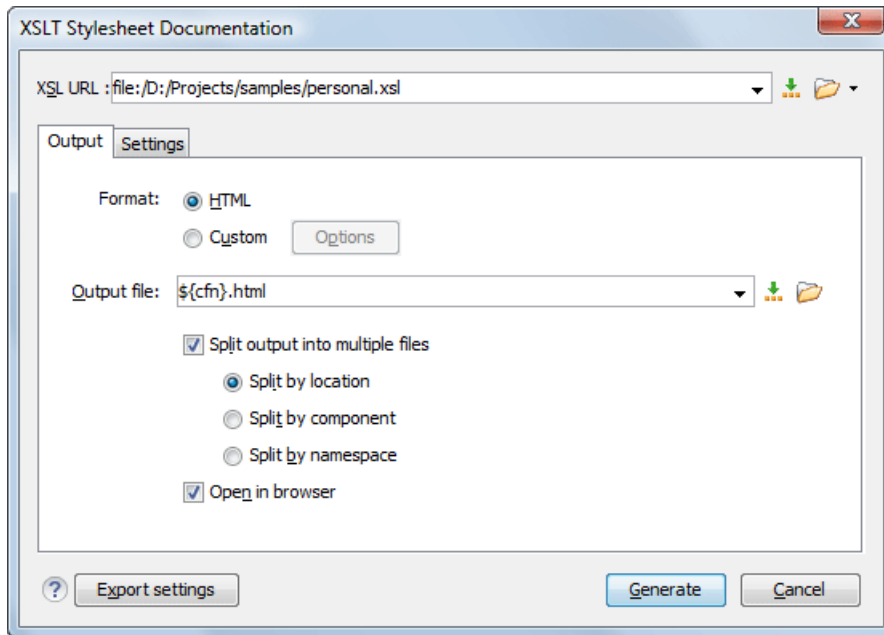 XSLT Stylesheet Documentation
XSL URL : file:/D:/Projects/samples/personal.xsl
Output Settings
Format: HTML
Custom Options
Output file: ${cfn}.html
Split output into multiple files
Split by location
Split by component
Split by namespace
Open in browser
? Export settings Generate Cancel